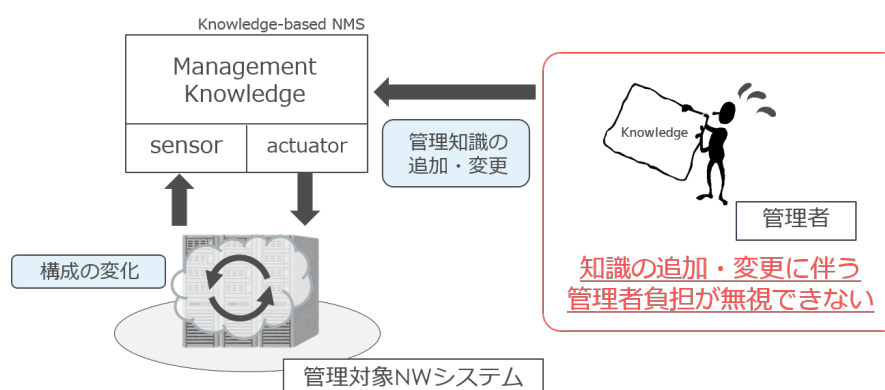 Knowledge-based NMS
Management
Knowledge
sensor
actuator
管理知識の
追加・変更
Knowledge
管理者
知識の追加・変更に伴う
管理者負担が無視できない
構成の変化
管理対象NWシステム